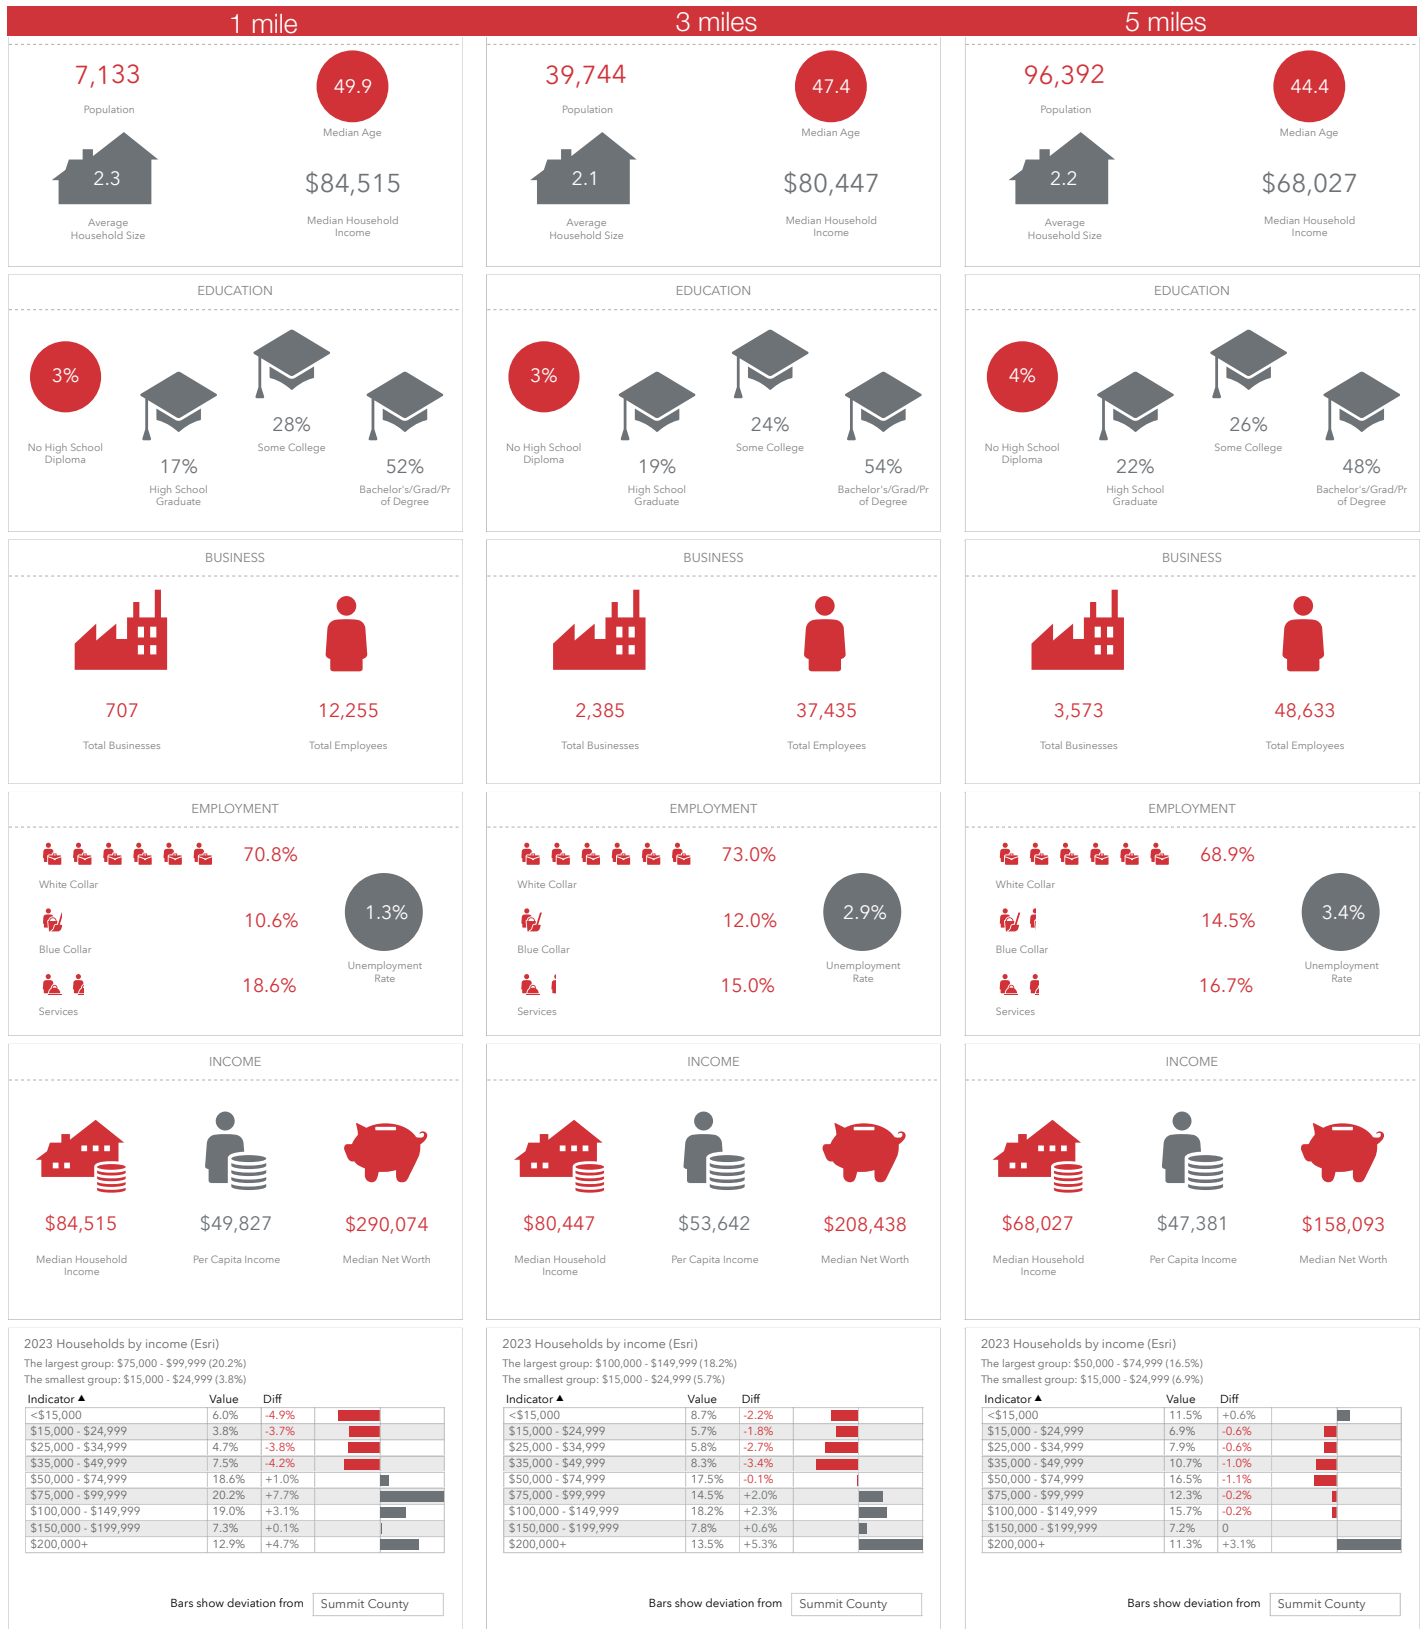 1 mile
7,133
Population
49.9
Median Age
2.3
Average
Household Size
$84,515
Median Household
Income
EDUCATION
3%
No High School
Diploma
17%
High School
Graduate
28%
Some College
52%
Bachelor's/Grad/Pr
of Degree
BUSINESS
707
Total Businesses
12,255
Total Employees
EMPLOYMENT
70.8%
White Collar
10.6%
Blue Collar
18.6%
Services
1.3%
Unemployment
Rate
INCOME
$84,515
Median Household
Income
$49,827
Per Capita Income
$290,074
Median Net Worth
2023 Households by income (Esri)
The largest group: $75,000 - $99,999 (20.2%)
The smallest group: $15,000 - $24,999 (3.8%)
Indicator ▲ Value Diff
<$15,000 6.0% -4.9%
$15,000 - $24,999 3.8% -3.7%
$25,000 - $34,999 4.7% -3.8%
$35,000 - $49,999 7.5% -4.2%
$50,000 - $74,999 18.6% +1.0%
$75,000 - $99,999 20.2% +7.7%
$100,000 - $149,999 19.0% +3.1%
$150,000 - $199,999 7.3% +0.1%
$200,000+ 12.9% +4.7%
Bars show deviation from Summit County
3 miles
39,744
Population
47.4
Median Age
2.1
Average
Household Size
$80,447
Median Household
Income
EDUCATION
3%
No High School
Diploma
19%
High School
Graduate
24%
Some College
54%
Bachelor's/Grad/Pr
of Degree
BUSINESS
2,385
Total Businesses
37,435
Total Employees
EMPLOYMENT
73.0%
White Collar
12.0%
Blue Collar
15.0%
Services
2.9%
Unemployment
Rate
INCOME
$80,447
Median Household
Income
$53,642
Per Capita Income
$208,438
Median Net Worth
2023 Households by income (Esri)
The largest group: $100,000 - $149,999 (18.2%)
The smallest group: $15,000 - $24,999 (5.7%)
Indicator ▲ Value Diff
<$15,000 8.7% -2.2%
$15,000 - $24,999 5.7% -1.8%
$25,000 - $34,999 5.8% -2.7%
$35,000 - $49,999 8.3% -3.4%
$50,000 - $74,999 17.5% -0.1%
$75,000 - $99,999 14.5% +2.0%
$100,000 - $149,999 18.2% +2.3%
$150,000 - $199,999 7.8% +0.6%
$200,000+ 13.5% +5.3%
Bars show deviation from Summit County
5 miles
96,392
Population
44.4
Median Age
2.2
Average
Household Size
$68,027
Median Household
Income
EDUCATION
4%
No High School
Diploma
22%
High School
Graduate
26%
Some College
48%
Bachelor's/Grad/Pr
of Degree
BUSINESS
3,573
Total Businesses
48,633
Total Employees
EMPLOYMENT
68.9%
White Collar
14.5%
Blue Collar
16.7%
Services
3.4%
Unemployment
Rate
INCOME
$68,027
Median Household
Income
$47,381
Per Capita Income
$158,093
Median Net Worth
2023 Households by income (Esri)
The largest group: $50,000 - $74,999 (16.5%)
The smallest group: $15,000 - $24,999 (6.9%)
Indicator ▲ Value Diff
<$15,000 11.5% +0.6%
$15,000 - $24,999 6.9% -0.6%
$25,000 - $34,999 7.9% -0.6%
$35,000 - $49,999 10.7% -1.0%
$50,000 - $74,999 16.5% -1.1%
$75,000 - $99,999 12.3% -0.2%
$100,000 - $149,999 15.7% -0.2%
$150,000 - $199,999 7.2% 0
$200,000+ 11.3% +3.1%
Bars show deviation from Summit County